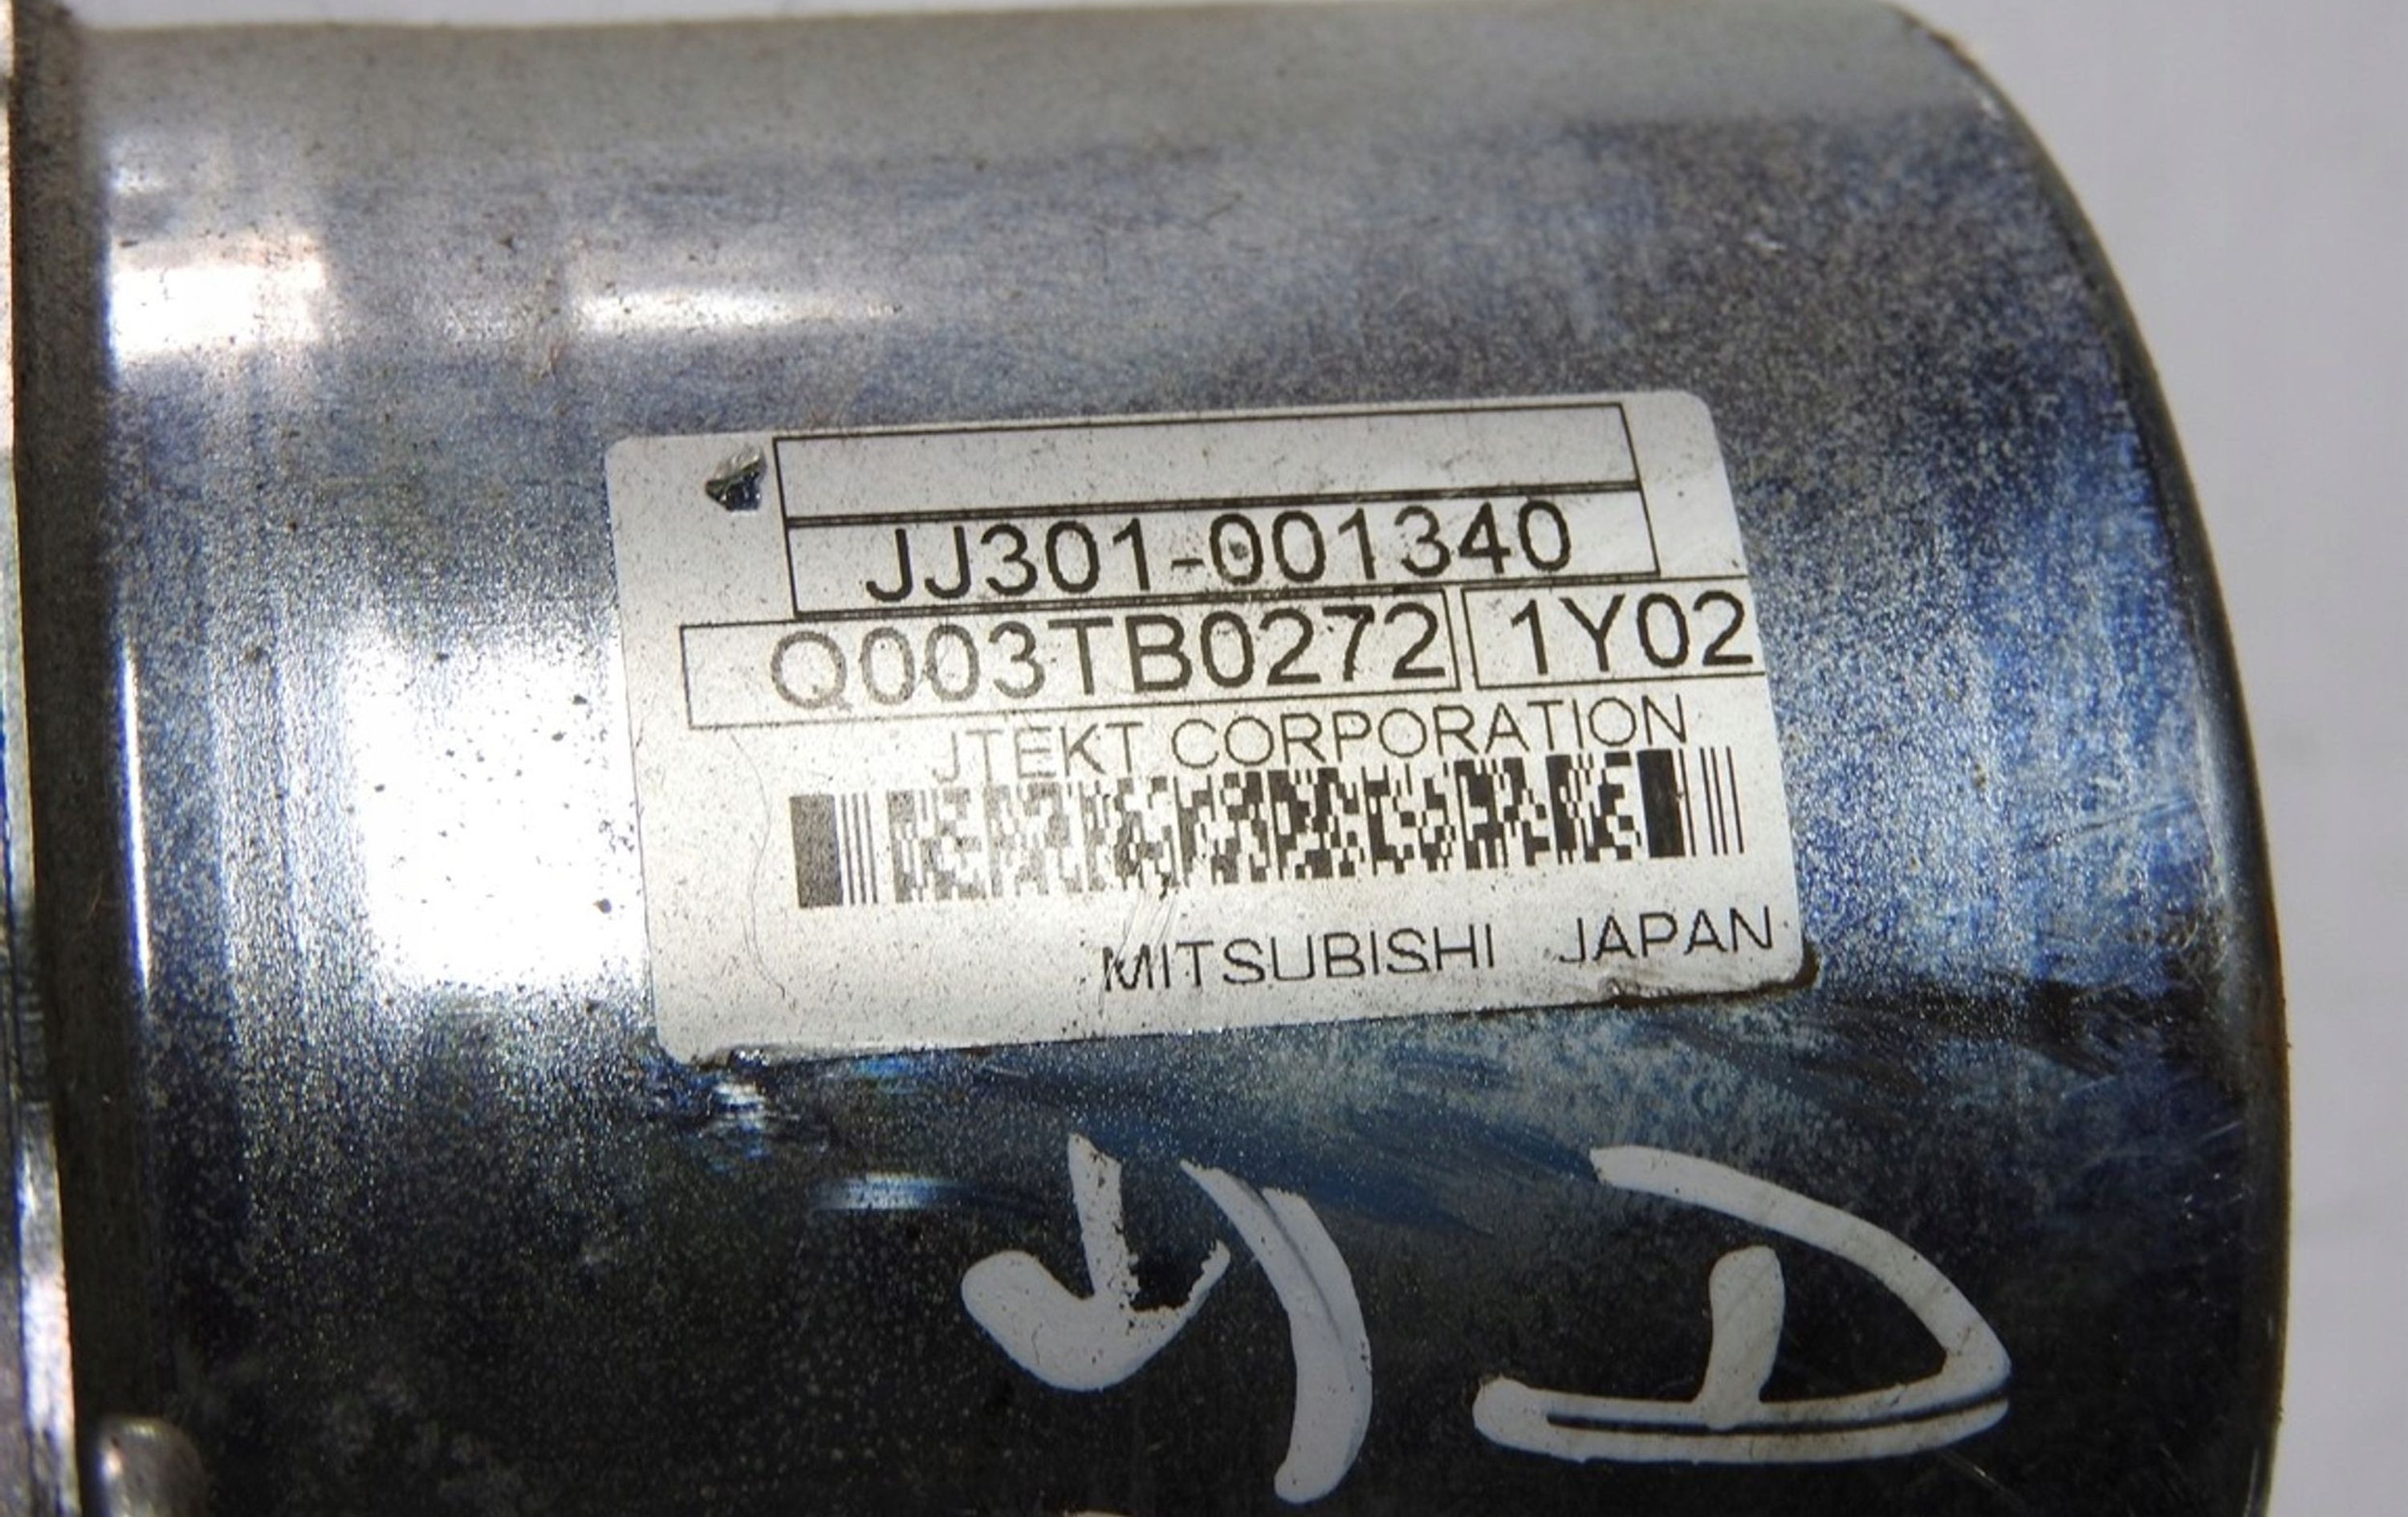 JJ301-001340
Q003TB0272 1Y02
JTEKT CORPORATION
MITSUBISHI JAPAN